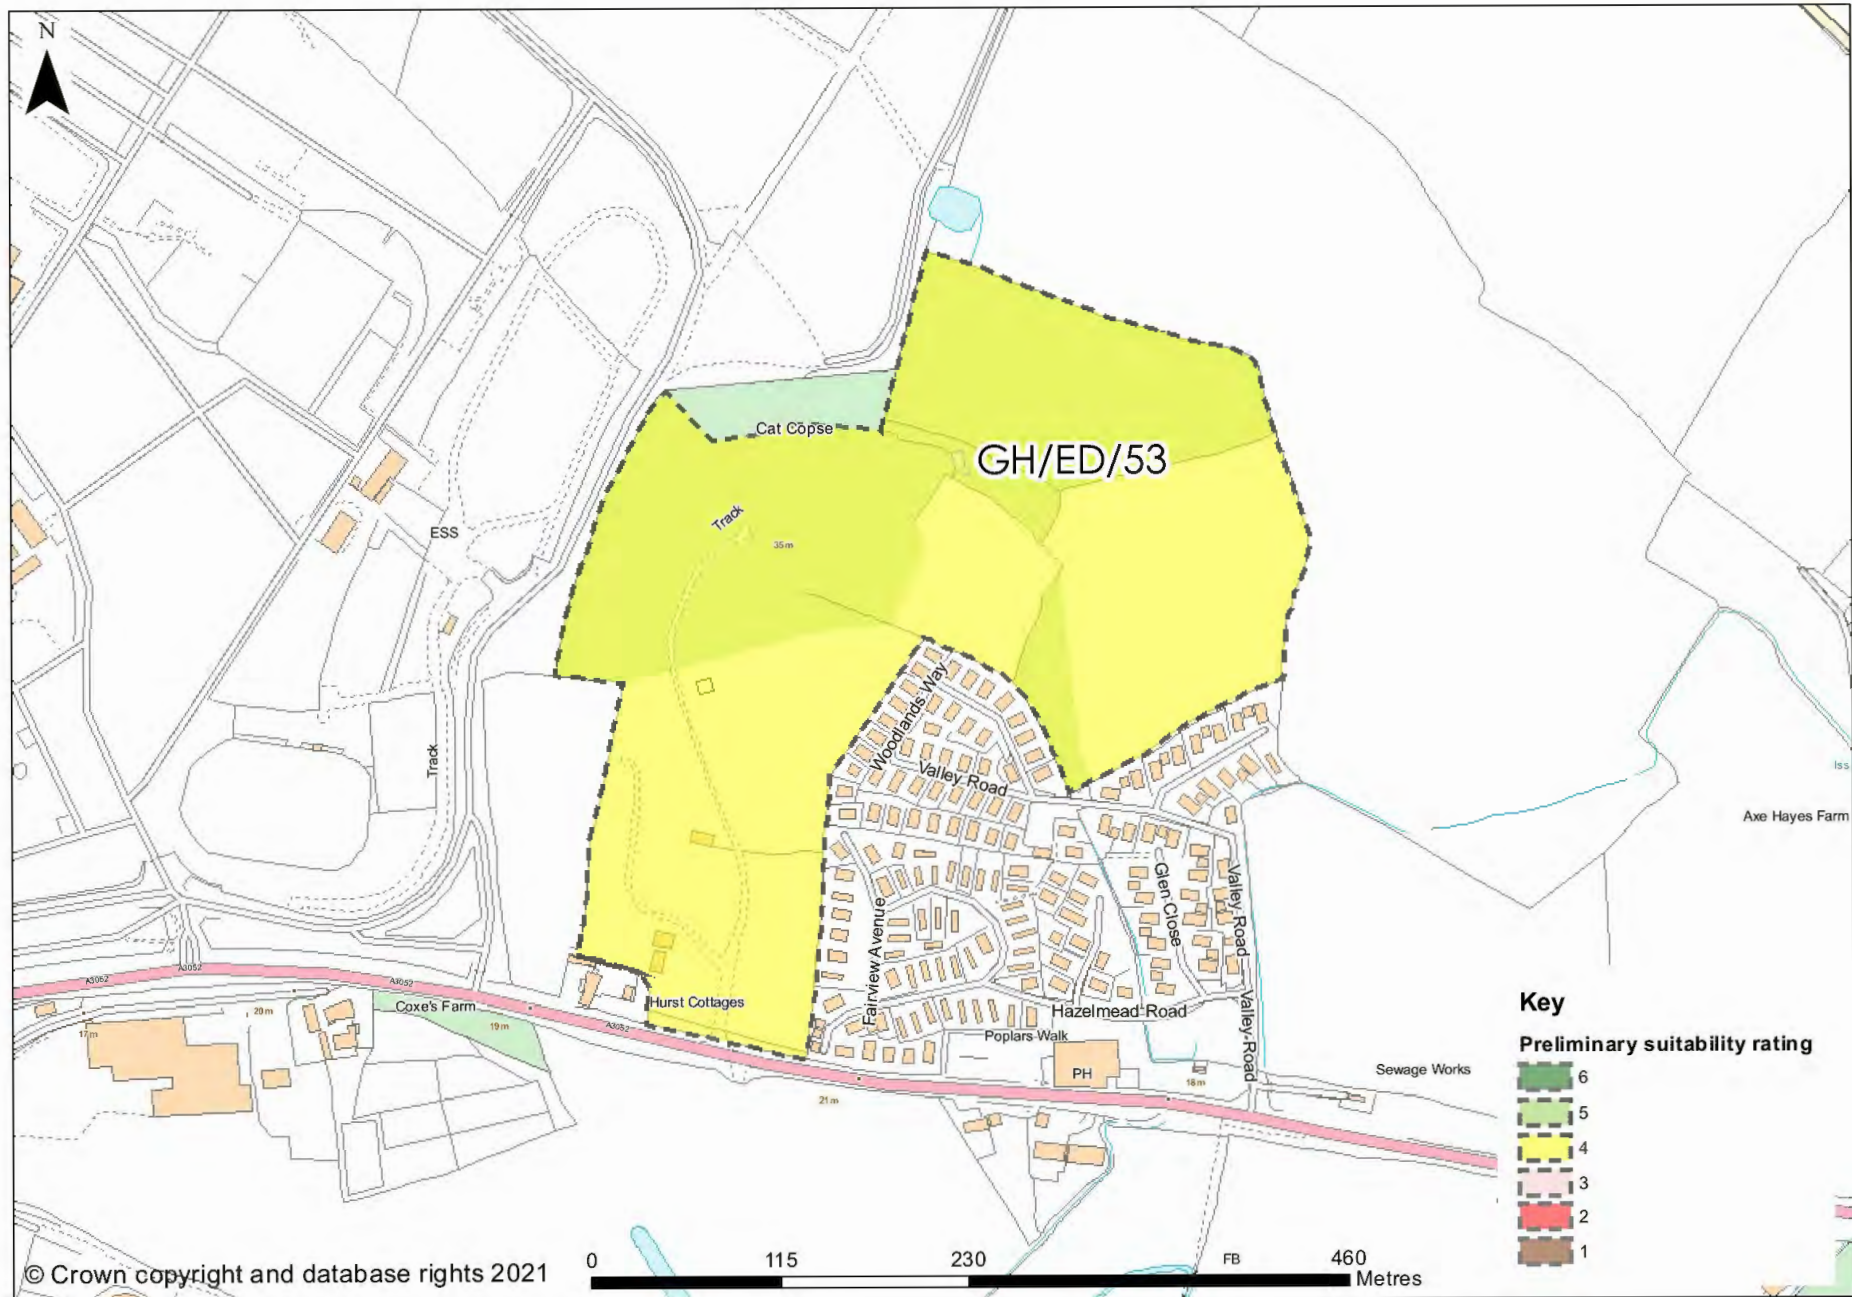 N
Cat Copse
GH/ED/53
Track
35m
ESS
Woodlands Way
Valley Road
Track
Iss
Axe Hayes Farm
Glen Close
Valley Road
Fairview Avenue
A3052
A3052
Coxe's Farm
Hurst Cottages
Hazelmead Road
Valley Road
20m
19m
17m
A3052
Poplars Walk
PH
18m
Sewage Works
21m
FB
Key
Preliminary suitability rating
6
5
4
3
2
1
© Crown copyright and database rights 2021
0 115 230 460
Metres